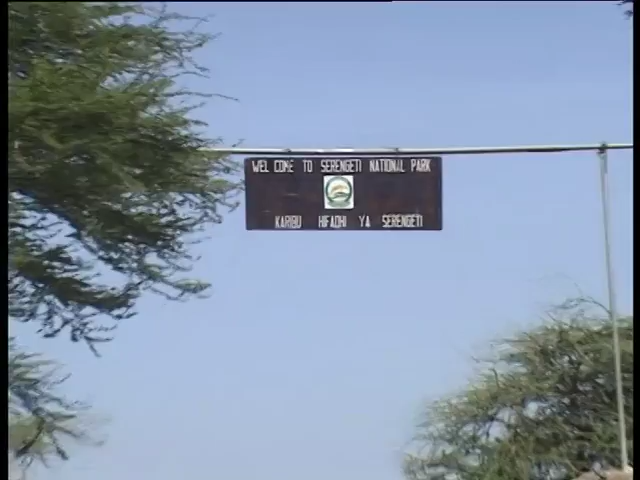 WEL COME TO SERENGETI NATIONAL PARK
KARIBU HIFADHI YA SERENGETI